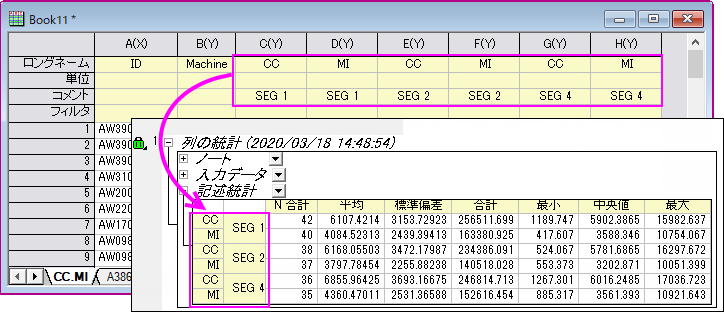 Book11 *
A(X) B(Y) C(Y) D(Y) E(Y) F(Y) G(Y) H(Y)
ロングネーム ID Machine CC MI CC MI CC MI
単位
コメント SEG 1 SEG 1 SEG 2 SEG 2 SEG 4 SEG 4
フィルタ
1 AW390
2 AW390
3 AW390
4 AW310
5 AW200
6 AW220
7 AW170
8 AW098
9 AW098
CC.MI A386
1
列の統計 (2020/03/18 14:48:54)
ノート
入力データ
記述統計
N 合計 平均 標準偏差 合計 最小 中央値 最大
CC SEG 1 42 6107.4214 3153.72923 256511.699 1189.747 5902.3865 15982.637
MI 40 4084.52313 2439.39413 163380.925 417.607 3588.346 10754.067
CC SEG 2 38 6168.05503 3472.17987 234386.091 524.067 5781.6865 16297.672
MI 37 3797.78454 2255.88238 140518.028 553.373 3202.871 10051.399
CC SEG 4 36 6855.96425 3693.16675 246814.713 1267.301 6016.2485 17036.723
MI 35 4360.47011 2531.36588 152616.454 885.317 3561.393 10921.643